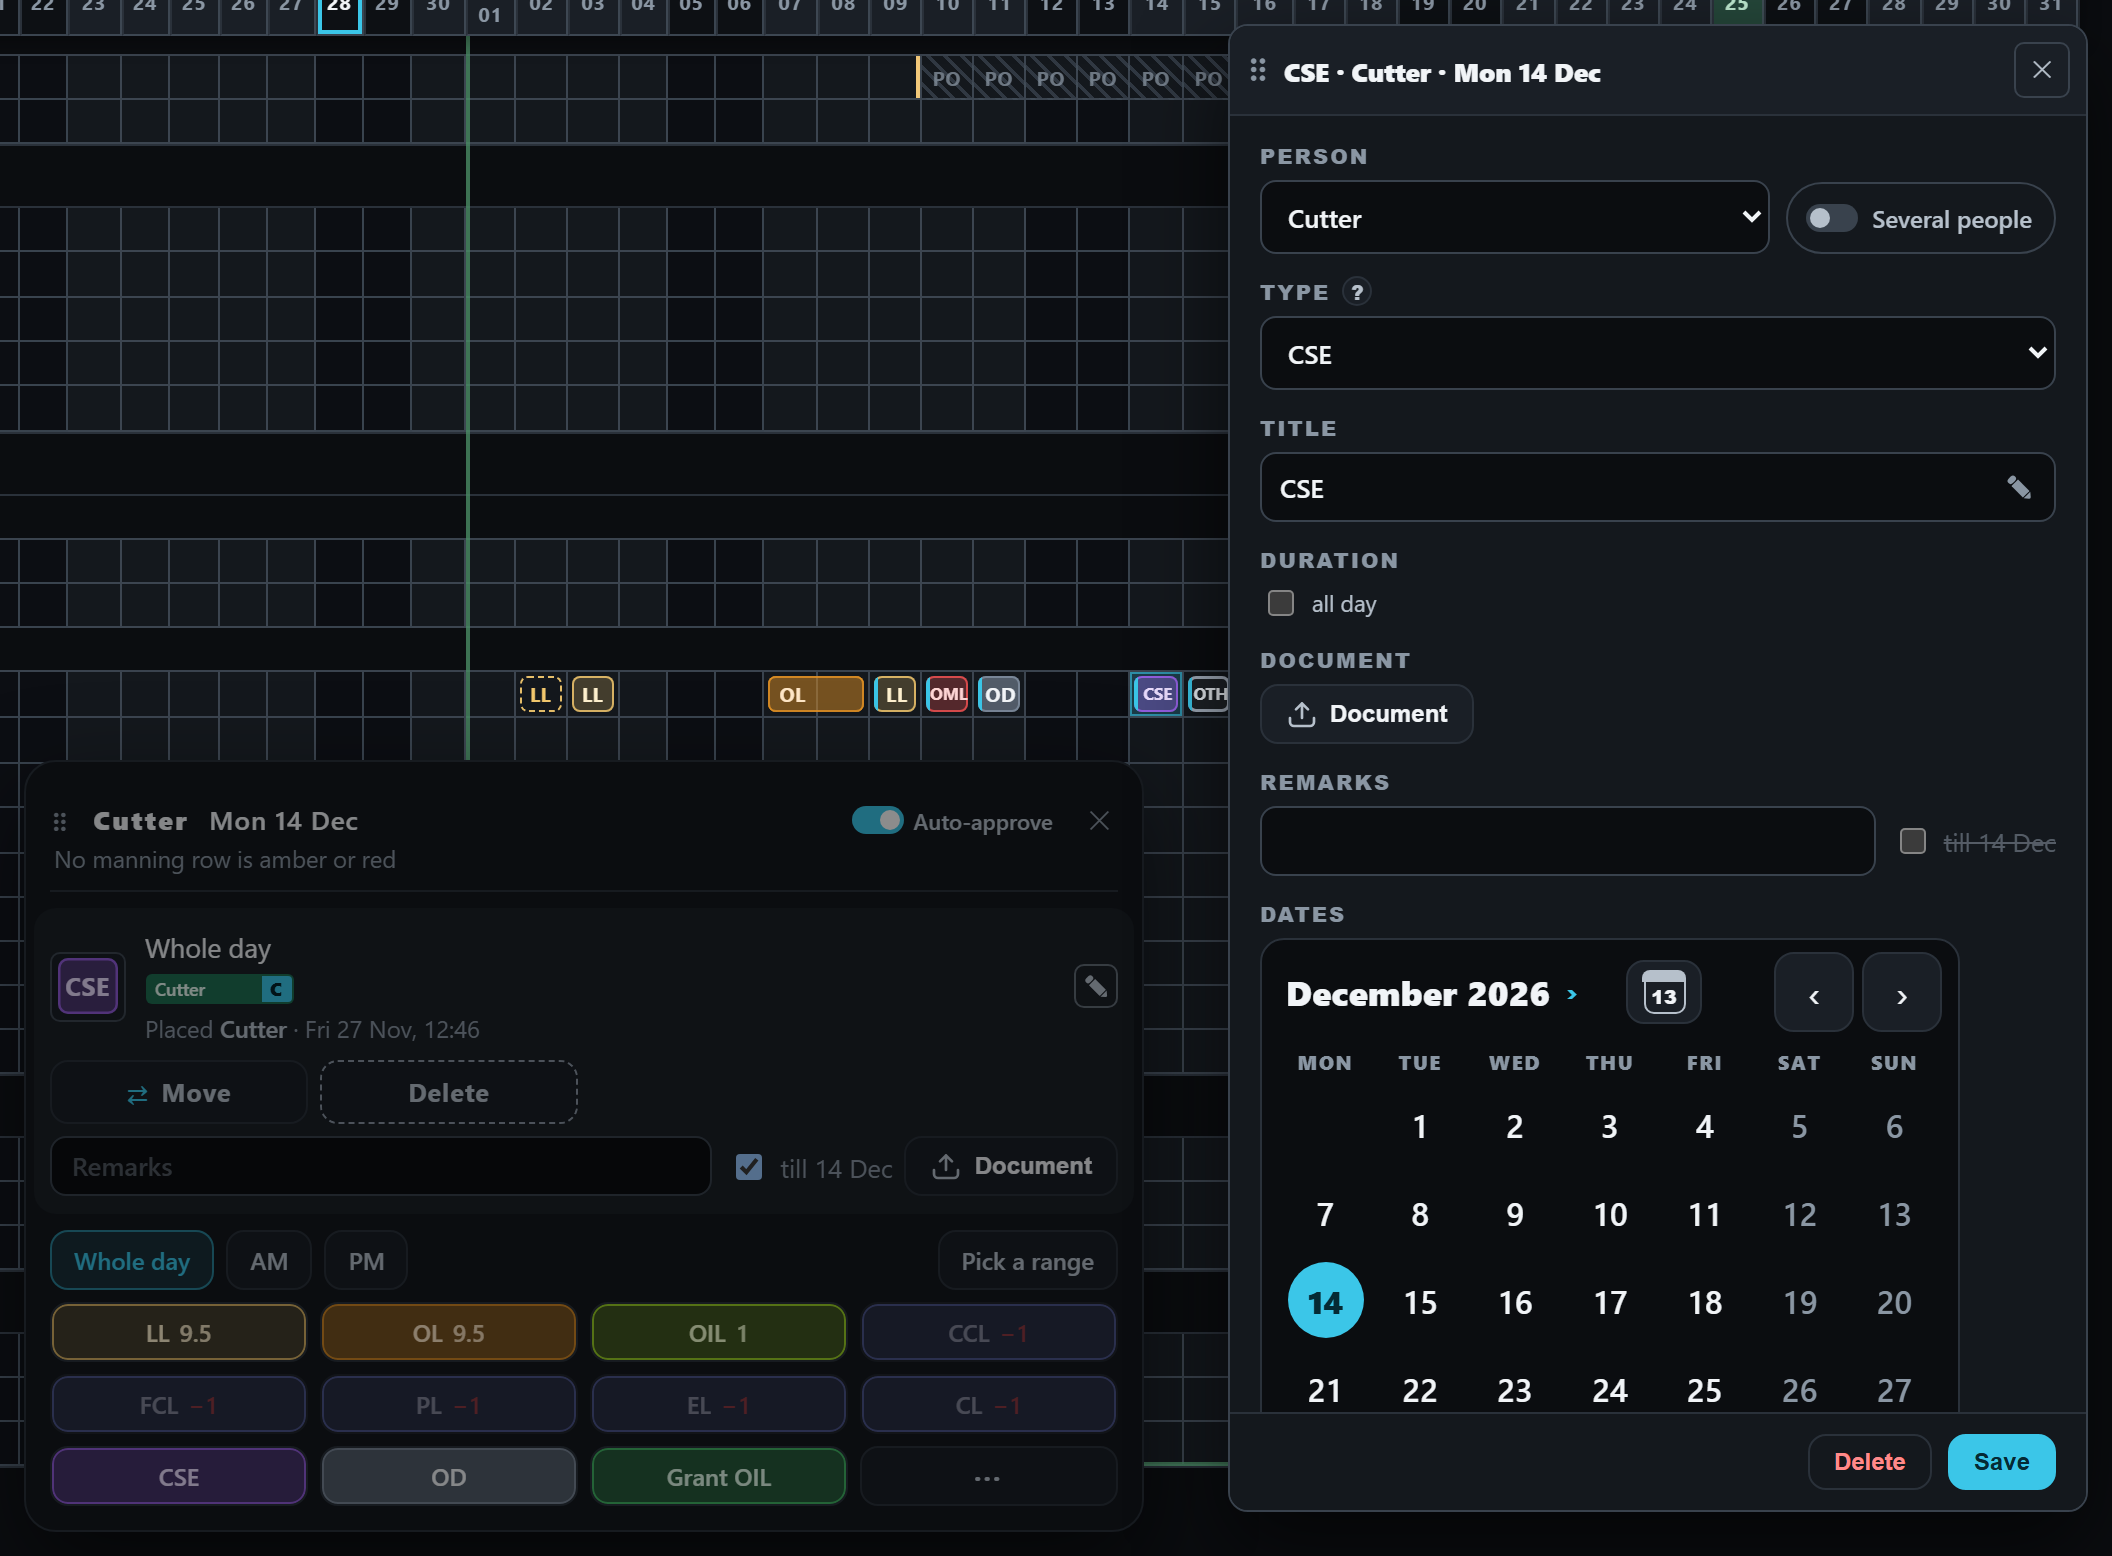 22 23 24 25 26 27 28 29 30 01 02 03 04 05 06 07 08 09 10 11 12 13 14 15 16 17 18 19 20 21 22 23 24 25 26 27 28 29 30 31
PO PO PO PO PO PO
LL LL OL LL OML OD CSE OTH
Cutter Mon 14 Dec Auto-approve
No manning row is amber or red
CSE
Whole day
Cutter C
Placed Cutter · Fri 27 Nov, 12:46
Move Delete
Remarks till 14 Dec Document
Whole day AM PM Pick a range
LL 9.5 OL 9.5 OIL 1 CCL −1
FCL −1 PL −1 EL −1 CL −1
CSE OD Grant OIL ...
CSE · Cutter · Mon 14 Dec
PERSON
Cutter Several people
TYPE ?
CSE
TITLE
CSE
DURATION
all day
DOCUMENT
Document
REMARKS
till 14 Dec
DATES
December 2026 › 13 ‹ ›
MON TUE WED THU FRI SAT SUN
1 2 3 4 5 6
7 8 9 10 11 12 13
14 15 16 17 18 19 20
21 22 23 24 25 26 27
Delete Save